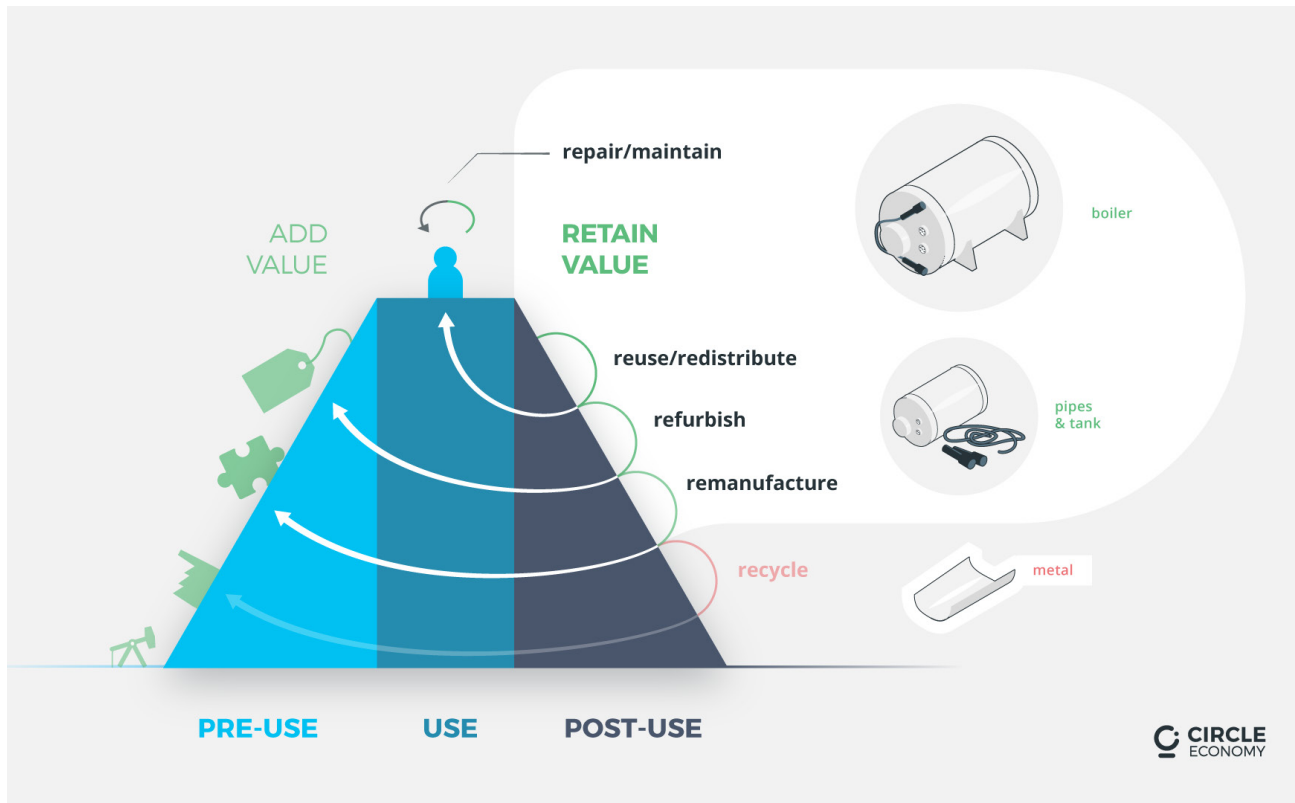 repair/maintain
ADD
VALUE
RETAIN
VALUE
boiler
reuse/redistribute
refurbish
pipes
& tank
remanufacture
recycle
metal
PRE-USE
USE
POST-USE
CIRCLE
ECONOMY